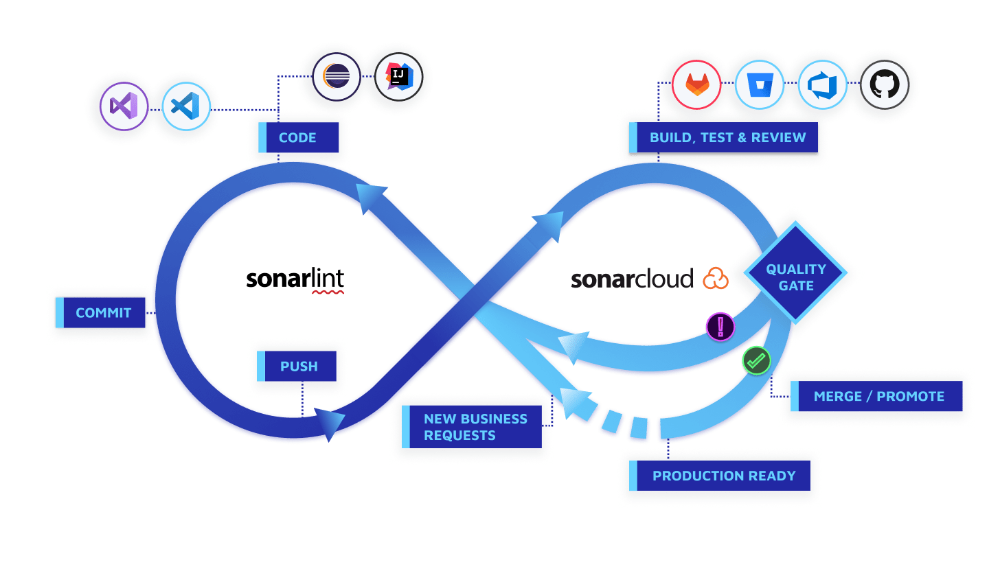 IJ
CODE
BUILD, TEST & REVIEW
sonarlint
sonarcloud
QUALITY
GATE
COMMIT
PUSH
MERGE / PROMOTE
NEW BUSINESS
REQUESTS
PRODUCTION READY